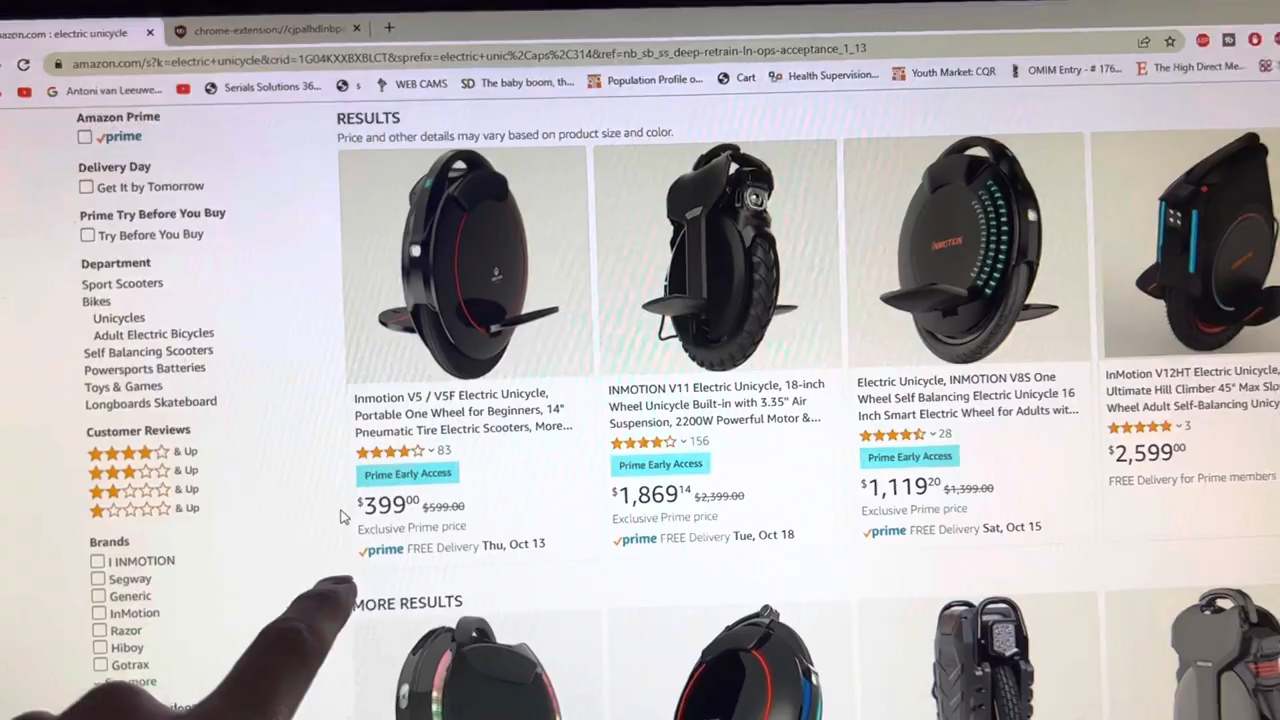 azon.com : electric unicycle
chrome-extension://cjpalhdlnbp
amazon.com/s?k=electric+unicycle&crid=1G04KXXBXBLCT&sprefix=electric+unic%2Caps%2C314&ref=nb_sb_ss_deep-retrain-ln-ops-acceptance_1_13
Antoni van Leeuwe...
Serials Solutions 36...
s
WEB CAMS
SD The baby boom, th...
Population Profile o...
Cart
Health Supervision...
Youth Market: CQR
OMIM Entry - # 176...
E The High Direct Me...
Amazon Prime
prime
Delivery Day
Get It by Tomorrow
Prime Try Before You Buy
Try Before You Buy
Department
Sport Scooters
Bikes
Unicycles
Adult Electric Bicycles
Self Balancing Scooters
Powersports Batteries
Toys & Games
Longboards Skateboard
Customer Reviews
& Up
& Up
& Up
& Up
Brands
I INMOTION
Segway
Generic
InMotion
Razor
Hiboy
Gotrax
more
RESULTS
Price and other details may vary based on product size and color.
Inmotion V5 / V5F Electric Unicycle,
Portable One Wheel for Beginners, 14"
Pneumatic Tire Electric Scooters, More...
83
Prime Early Access
$399.00 $599.00
Exclusive Prime price
prime FREE Delivery Thu, Oct 13
INMOTION V11 Electric Unicycle, 18-inch
Wheel Unicycle Built-in with 3.35" Air
Suspension, 2200W Powerful Motor &...
156
Prime Early Access
$1,869.14 $2,399.00
Exclusive Prime price
prime FREE Delivery Tue, Oct 18
INMOTION
Electric Unicycle, INMOTION V8S One
Wheel Self Balancing Electric Unicycle 16
Inch Smart Electric Wheel for Adults wit...
28
Prime Early Access
$1,119.20 $1,399.00
Exclusive Prime price
prime FREE Delivery Sat, Oct 15
InMotion V12HT Electric Unicycle,
Ultimate Hill Climber 45° Max Slp
Wheel Adult Self-Balancing Unicy
3
$2,599.00
FREE Delivery for Prime members
MORE RESULTS